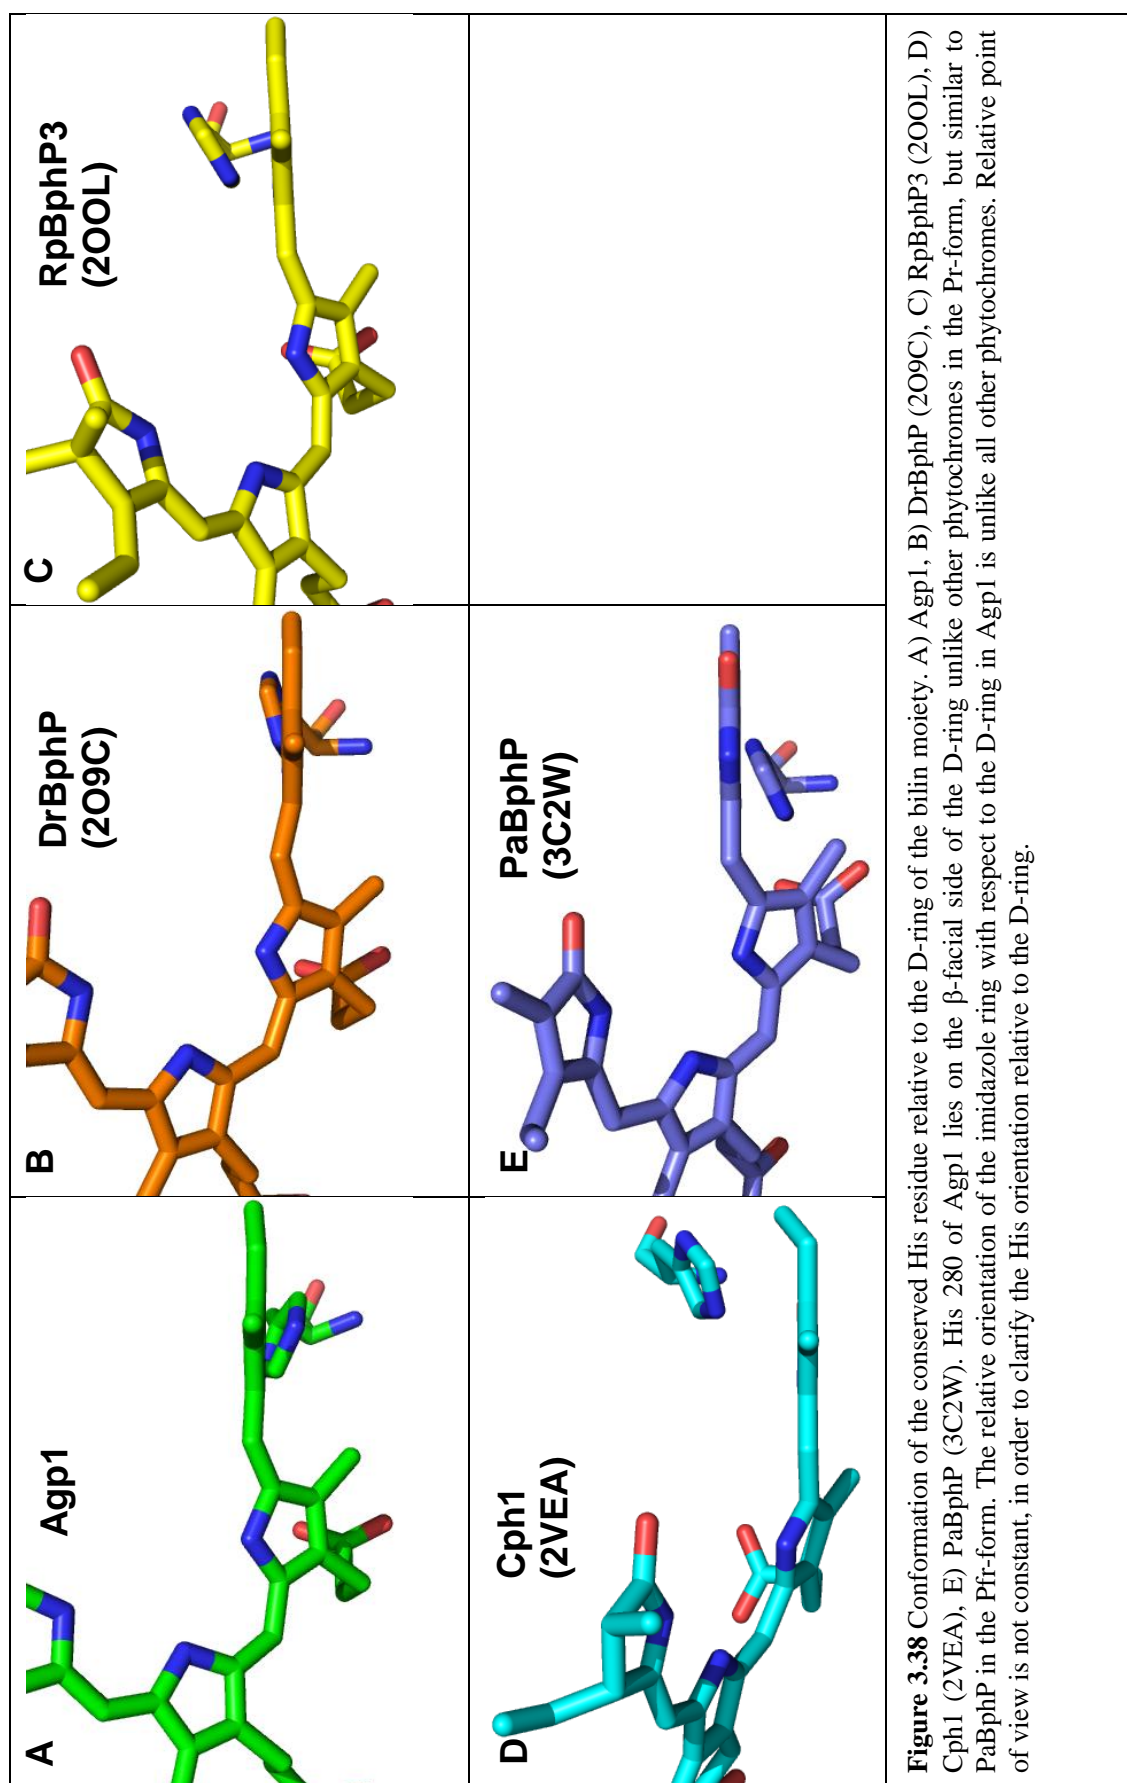 A
Agp1
B
DrBphP
(2O9C)
C
RpBphP3
(2OOL)
D
Cph1
(2VEA)
E
PaBphP
(3C2W)
Figure 3.38 Conformation of the conserved His residue relative to the D-ring of the bilin moiety. A) Agp1, B) DrBphP (2O9C), C) RpBphP3 (2OOL), D)
Cph1 (2VEA), E) PaBphP (3C2W). His 280 of Agp1 lies on the β-facial side of the D-ring unlike other phytochromes in the Pr-form, but similar to
PaBphP in the Pfr-form. The relative orientation of the imidazole ring with respect to the D-ring in Agp1 is unlike all other phytochromes. Relative point
of view is not constant, in order to clarify the His orientation relative to the D-ring.